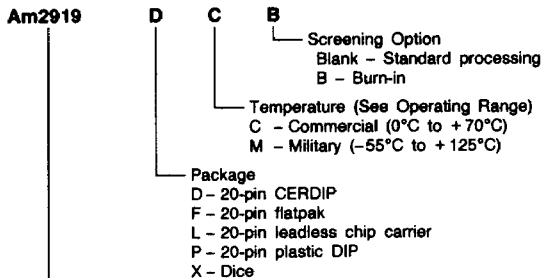 Am2919 D C B
Screening Option
Blank – Standard processing
B – Burn-in
Temperature (See Operating Range)
C – Commercial (0°C to +70°C)
M – Military (–55°C to +125°C)
Package
D – 20-pin CERDIP
F – 20-pin flatpak
L – 20-pin leadless chip carrier
P – 20-pin plastic DIP
X – Dice